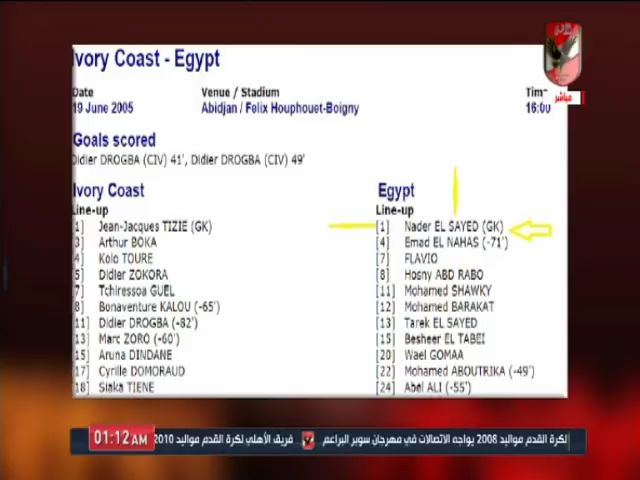 Ivory Coast - Egypt
Date Venue / Stadium
19 June 2005 Abidjan / Felix Houphouet-Boigny 16:00
مباشر
Goals scored
Didier DROGBA (CIV) 41', Didier DROGBA (CIV) 49'
Ivory Coast
Line-up
[1] Jean-Jacques TIZIE (GK)
[3] Arthur BOKA
[4] Kolo TOURE
[5] Didier ZOKORA
[7] Tchiressoa GUEL
[8] Bonaventure KALOU (-65')
[11] Didier DROGBA (-82')
[13] Marc ZORO (-60')
[15] Aruna DINDANE
[17] Cyrille DOMORAUD
[18] Siaka TIENE
Egypt
Line-up
[1] Nader EL SAYED (GK)
[4] Emad EL NAHAS (-71')
[7] FLAVIO
[8] Hosny ABD RABO
[11] Mohamed SHAWKY
[12] Mohamed BARAKAT
[13] Tarek EL SAYED
[15] Besheer EL TABEI
[20] Wael GOMAA
[22] Mohamed ABOUTRIKA (-49')
[24] Abel ALI (-55')
لكرة القدم مواليد 2008 يواجه الاتصالات في مهرجان سوبر البراعم. فريق الأهلي لكرة القدم مواليد 2010
01:12 AM